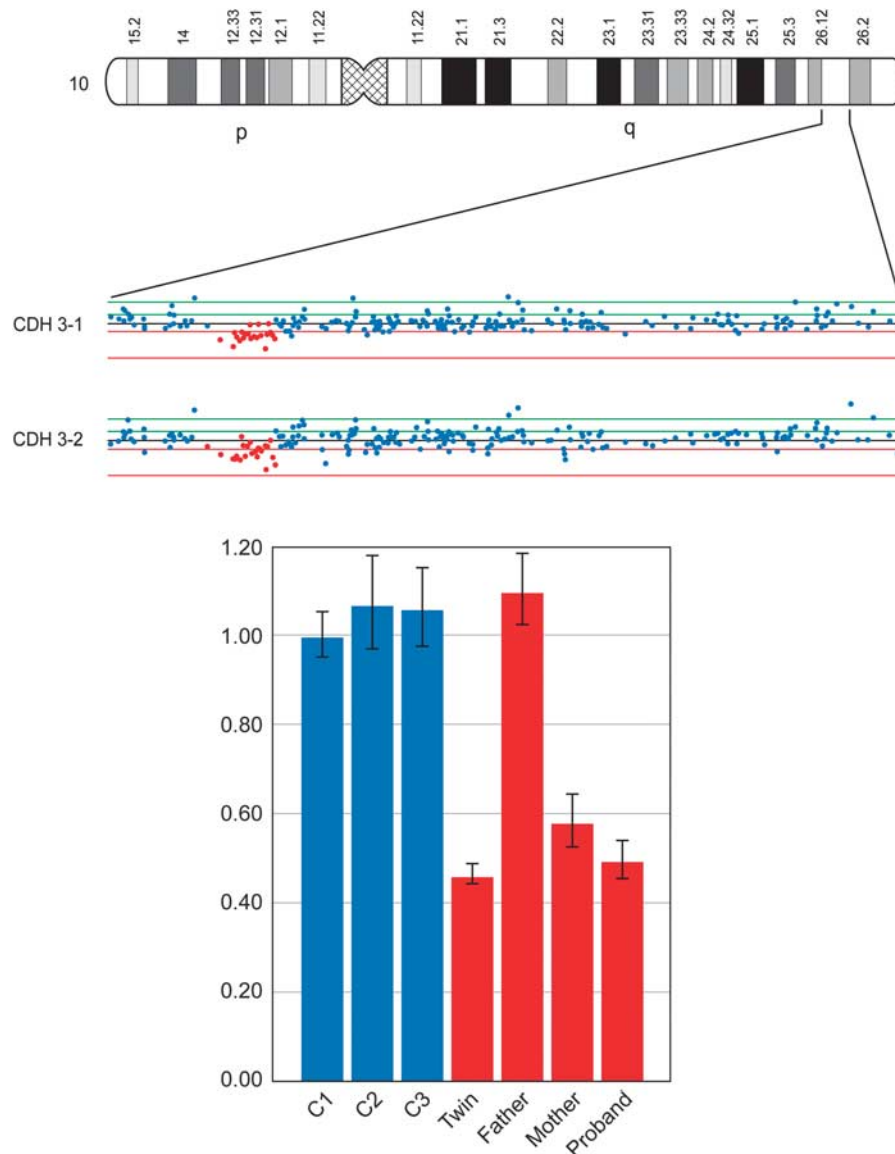 15.2 14 12.33 12.31 12.1 11.22 11.22 21.1 21.3 22.2 23.1 23.31 23.33 24.2 24.32 25.1 25.3 26.12 26.2
10
p q
CDH 3-1
CDH 3-2
1.20
1.00
0.80
0.60
0.40
0.20
0.00
C1 C2 C3 Twin Father Mother Proband